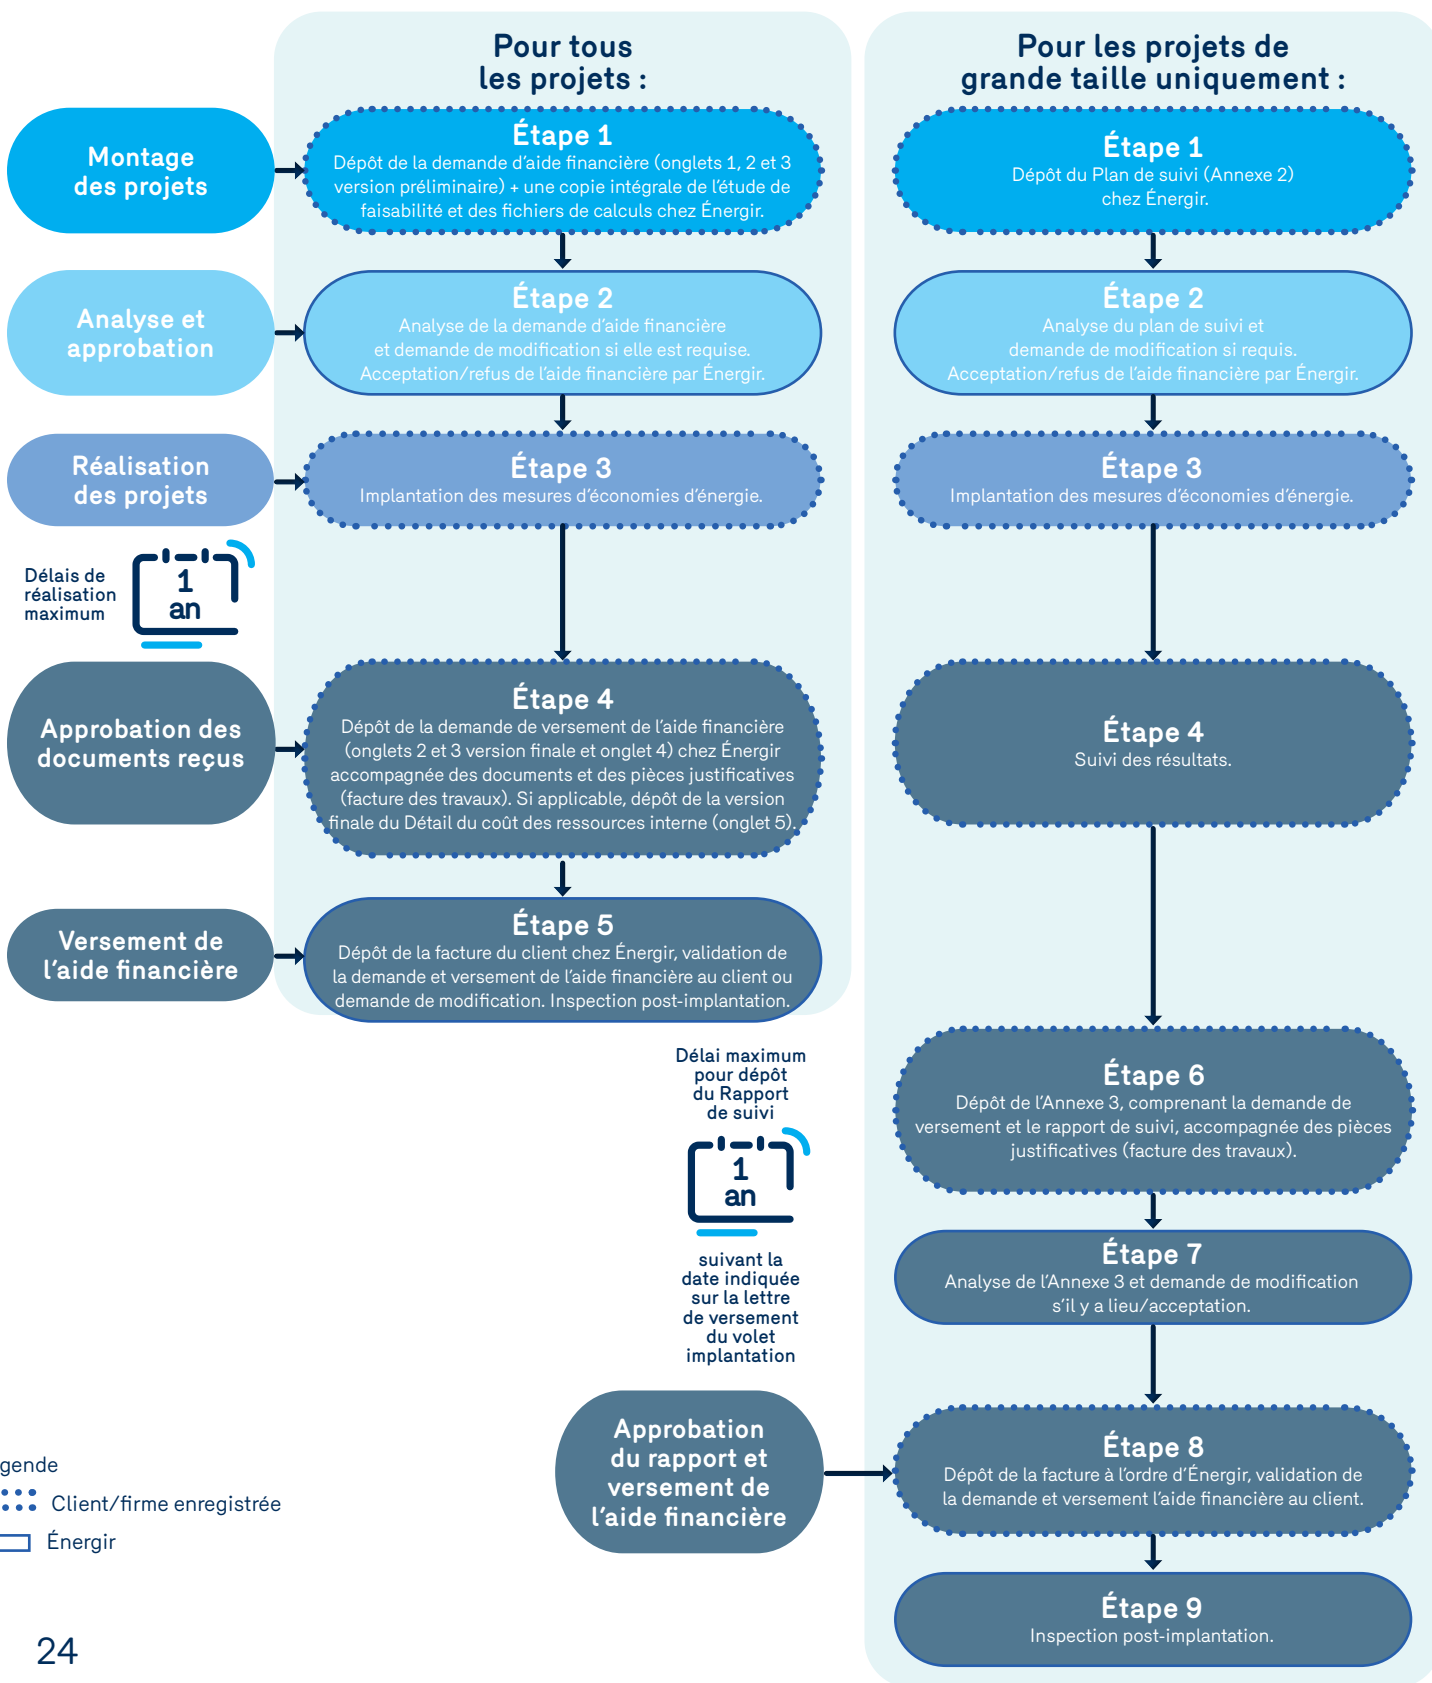 Pour tous
les projets :
Montage
des projets
Étape 1
Dépôt de la demande d'aide financière (onglets 1, 2 et 3
version préliminaire) + une copie intégrale de l'étude de
faisabilité et des fichiers de calculs chez Énergir.
Analyse et
approbation
Étape 2
Analyse de la demande d'aide financière
et demande de modification si elle est requise.
Acceptation/refus de l'aide financière par Énergir.
Réalisation
des projets
Étape 3
Implantation des mesures d'économies d'énergie.
Délais de
réalisation
maximum
1
an
Approbation des
documents reçus
Étape 4
Dépôt de la demande de versement de l'aide financière
(onglets 2 et 3 version finale et onglet 4) chez Énergir
accompagnée des documents et des pièces justificatives
(facture des travaux). Si applicable, dépôt de la version
finale du Détail du coût des ressources interne (onglet 5).
Versement de
l'aide financière
Étape 5
Dépôt de la facture du client chez Énergir, validation de
la demande et versement de l'aide financière au client ou
demande de modification. Inspection post-implantation.
Pour les projets de
grande taille uniquement :
Étape 1
Dépôt du Plan de suivi (Annexe 2)
chez Énergir.
Étape 2
Analyse du plan de suivi et
demande de modification si requis.
Acceptation/refus de l'aide financière par Énergir.
Étape 3
Implantation des mesures d'économies d'énergie.
Étape 4
Suivi des résultats.
Délai maximum
pour dépôt
du Rapport
de suivi
1
an
suivant la
date indiquée
sur la lettre
de versement
du volet
implantation
Étape 6
Dépôt de l'Annexe 3, comprenant la demande de
versement et le rapport de suivi, accompagnée des pièces
justificatives (facture des travaux).
Étape 7
Analyse de l'Annexe 3 et demande de modification
s'il y a lieu/acceptation.
Approbation
du rapport et
versement de
l'aide financière
Étape 8
Dépôt de la facture à l'ordre d'Énergir, validation de
la demande et versement l'aide financière au client.
Étape 9
Inspection post-implantation.
gende
Client/firme enregistrée
Énergir
24